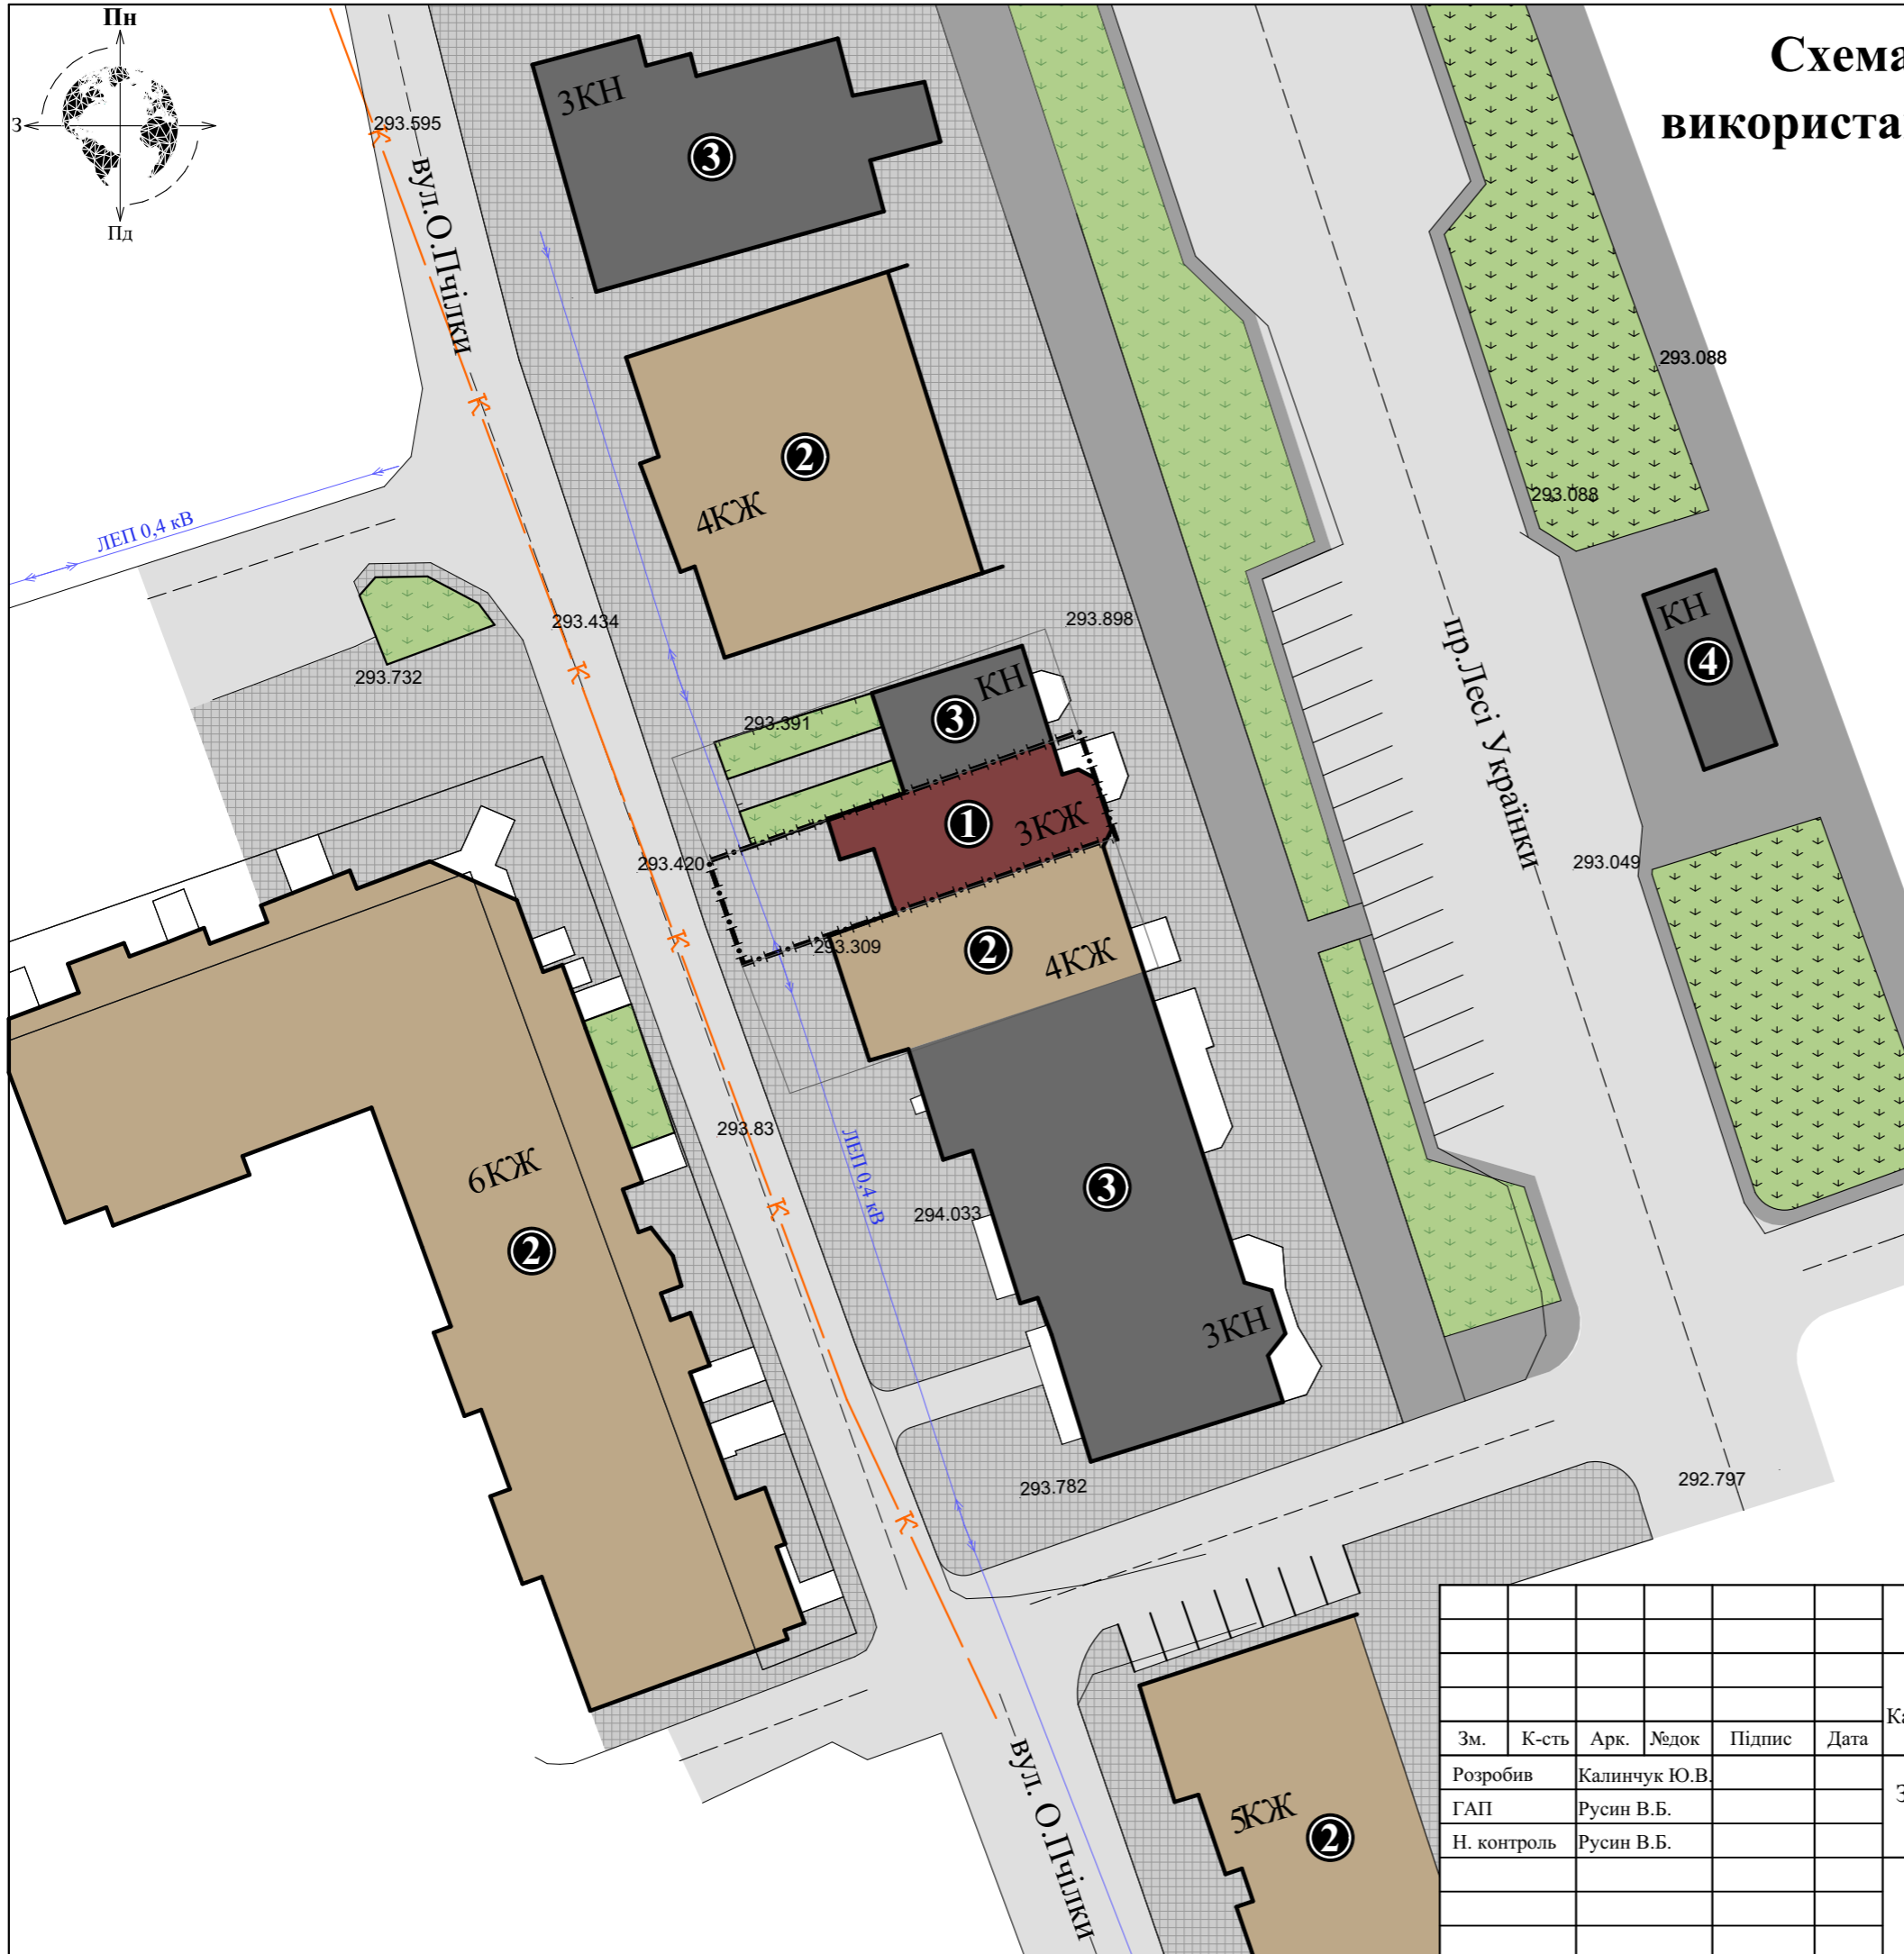 Пн
З
Пд
Схема
використа
293.595
вул.О.Пчілки
3КН
3
2
4КЖ
ЛЕП 0,4 кВ
293.434
293.732
293.898
293.391
КН
3
1
3КЖ
293.420
293.309
2
4КЖ
293.088
293.088
КН
4
пр.Лесі Українки
293.049
293.83
ЛЕП 0,4 кВ
6КЖ
2
294.033
3
3КН
293.782
292.797
вул. О.Пчілки
5КЖ
2
Зм. К-сть Арк. №док Підпис Дата
Розробив Калинчук Ю.В.
ГАП Русин В.Б.
Н. контроль Русин В.Б.
К
К
К
К
К
К